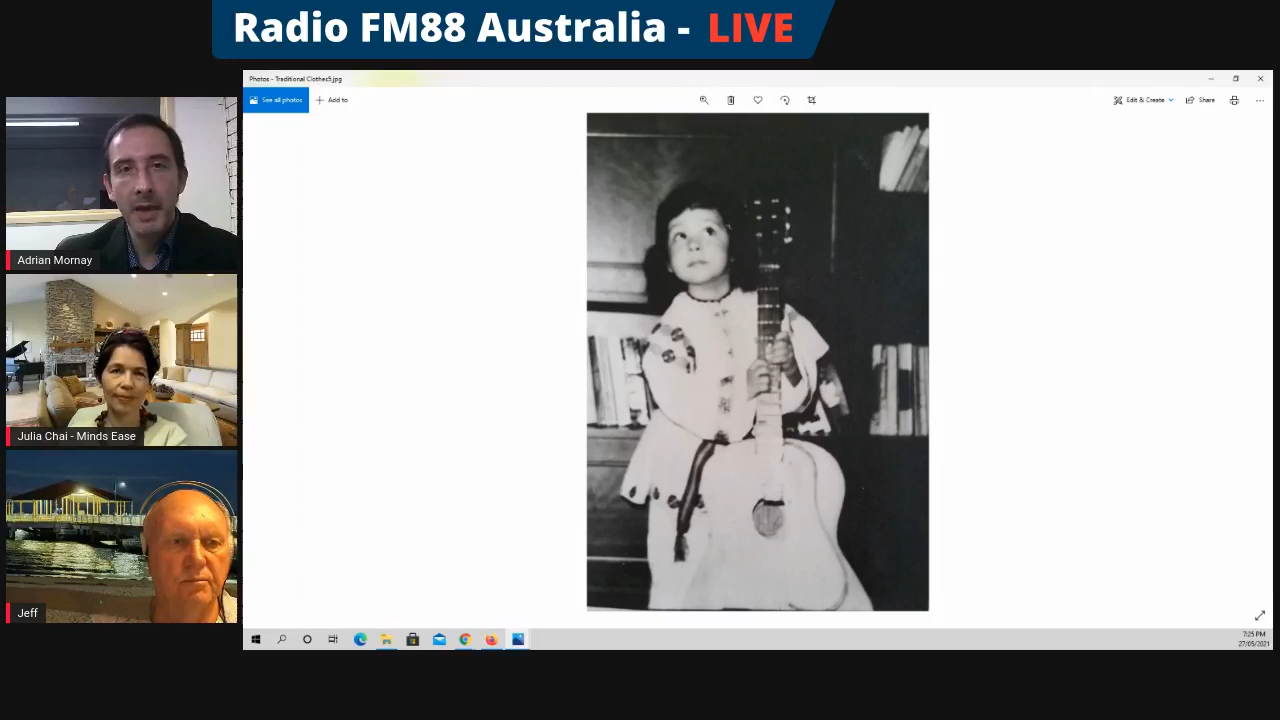 Radio FM88 Australia - LIVE
Photos - Traditional Clothes5.jpg
See all photos
Add to
Edit & Create
Share
Adrian Mornay
Julia Chai - Minds Ease
Jeff
7:25 PM
27/05/2021